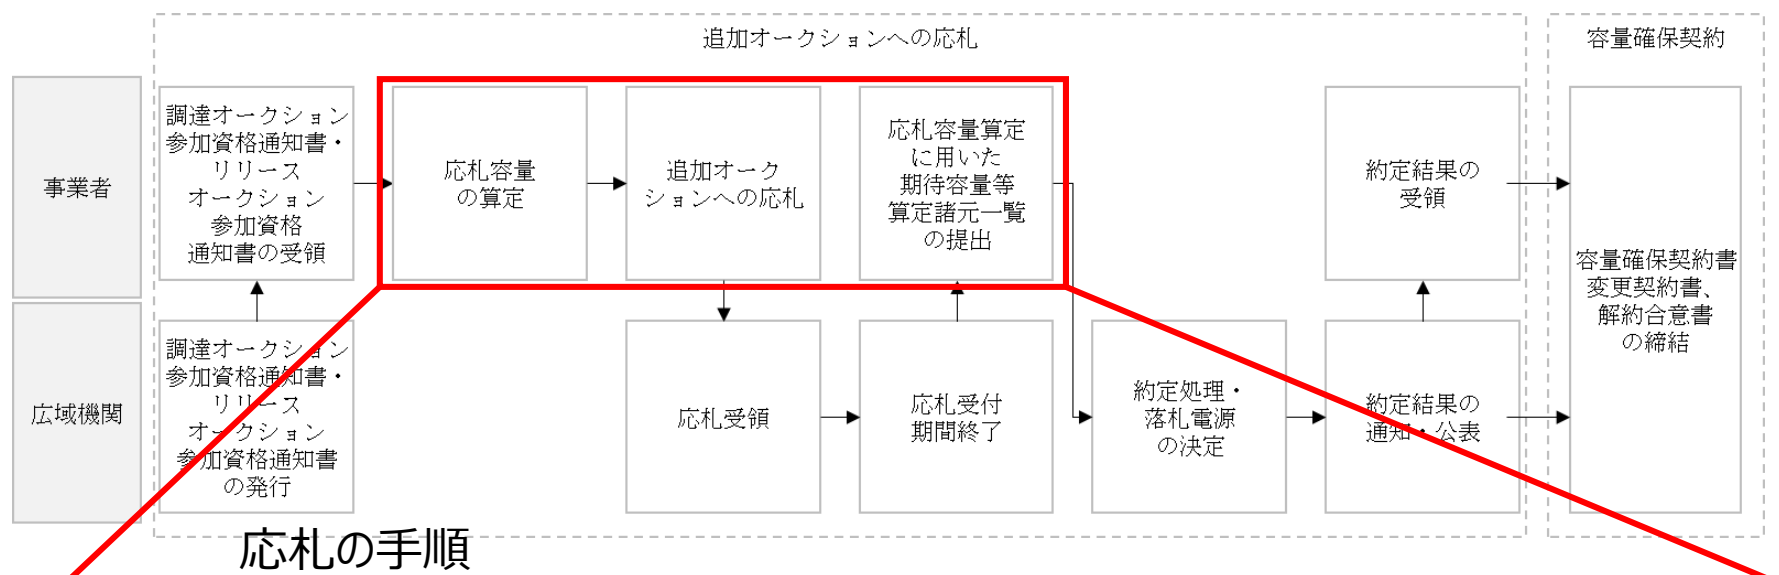 追加オークションへの応札
容量確保契約
事業者
調達オークション
参加資格通知書・
リリース
オークション
参加資格
通知書の受領
応札容量
の算定
追加オーク
ションへの応札
応札容量算定
に用いた
期待容量等
算定諸元一覧
の提出
約定結果の
受領
容量確保契約書
変更契約書、
解約合意書
の締結
広域機関
調達オークション
参加資格通知書・
リリース
オークション
参加資格通知書
の発行
応札受領
応札受付
期間終了
約定処理・
落札電源
の決定
約定結果の
通知・公表
応札の手順